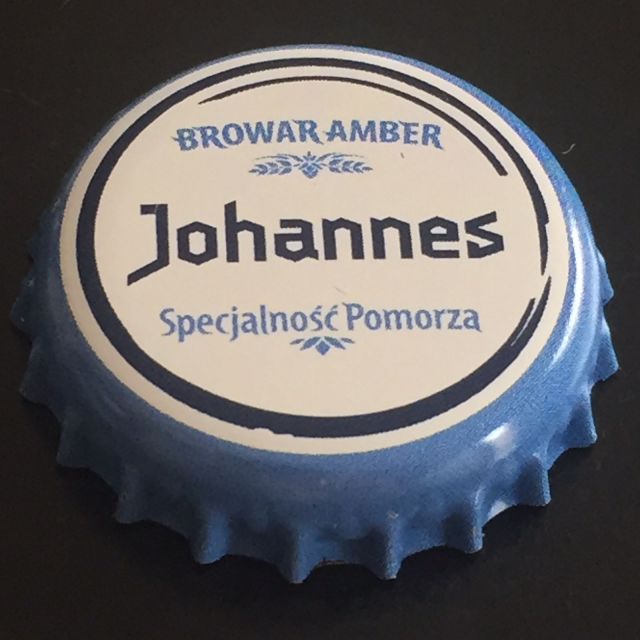 BROWAR AMBER
Johannes
Specjalność Pomorza